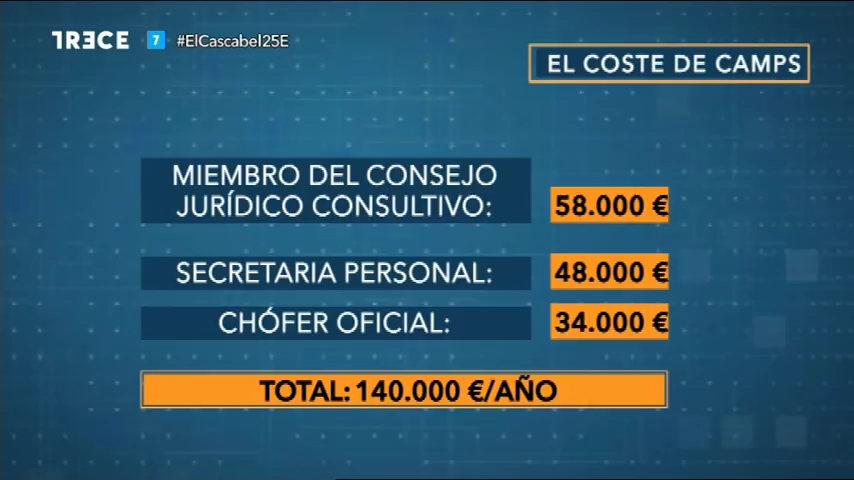 TRECE 7 #ElCascabel25E
EL COSTE DE CAMPS
MIEMBRO DEL CONSEJO
JURÍDICO CONSULTIVO: 58.000 €
SECRETARIA PERSONAL: 48.000 €
CHÓFER OFICIAL: 34.000 €
TOTAL: 140.000 €/AÑO